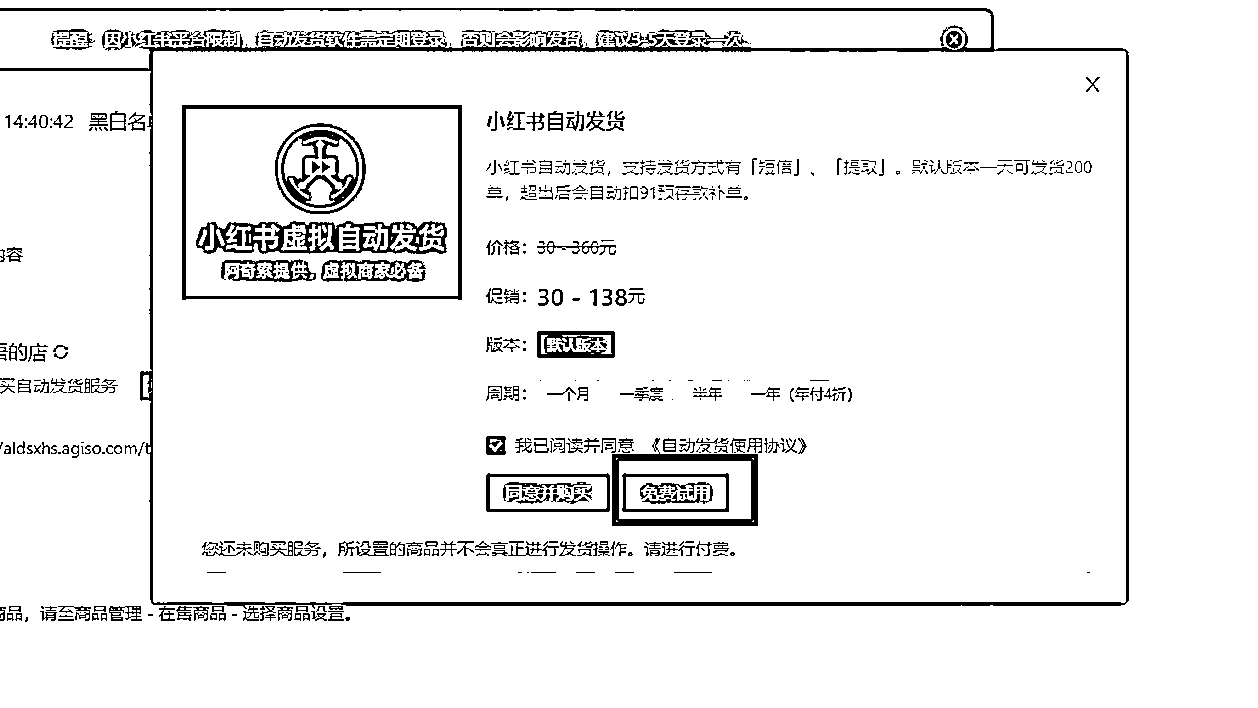 提醒：因小红书平台限制，自动发货软件需定期登录，否则会影响发货，建议3-5天登录一次
14:40:42 黑白名单
X
小红书自动发货
小红书自动发货，支持发货方式有「短信」、「提取」。默认版本一天可发货200
单，超出后会自动扣91预存款补单。
小红书虚拟自动发货
阿奇索提供，虚拟商家必备
价格：30 - 360元
内容
促销：30 - 138元
版本：默认版本
语的店
周期：一个月 一季度 半年 一年（年付4折）
买自动发货服务
我已阅读并同意 《自动发货使用协议》
/aldsxhs.agiso.com/t
同意并购买 免费试用
您还未购买服务，所设置的商品并不会真正进行发货操作。请进行付费。
商品，请至商品管理 - 在售商品 - 选择商品设置。